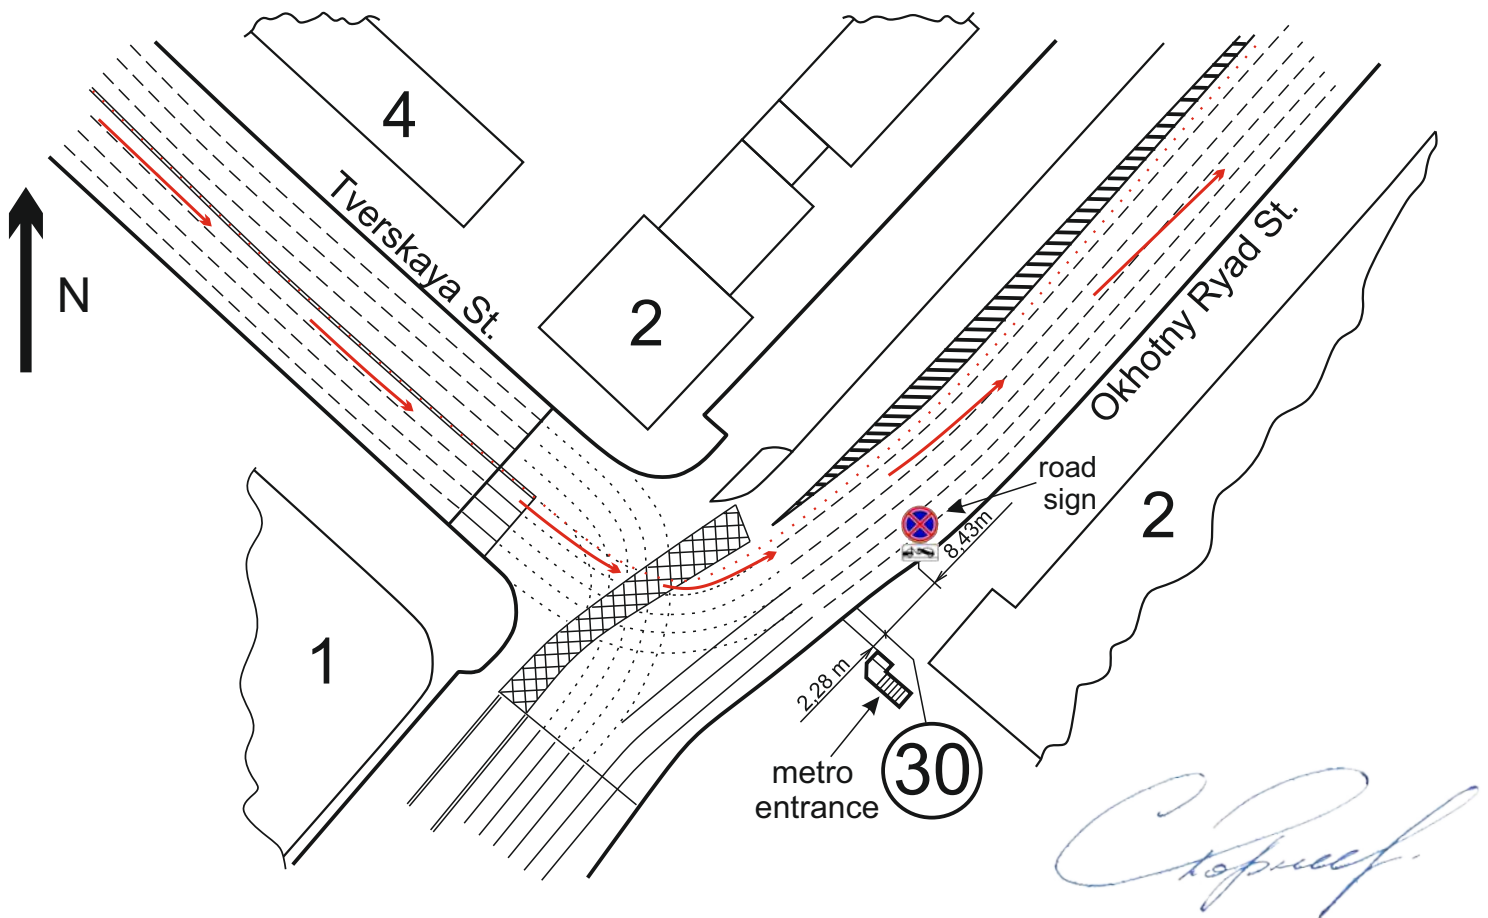 4
Tverskaya St.
2
N
Okhotny Ryad St.
road
sign
2
8,43m
1
2,28 m
metro
entrance
30